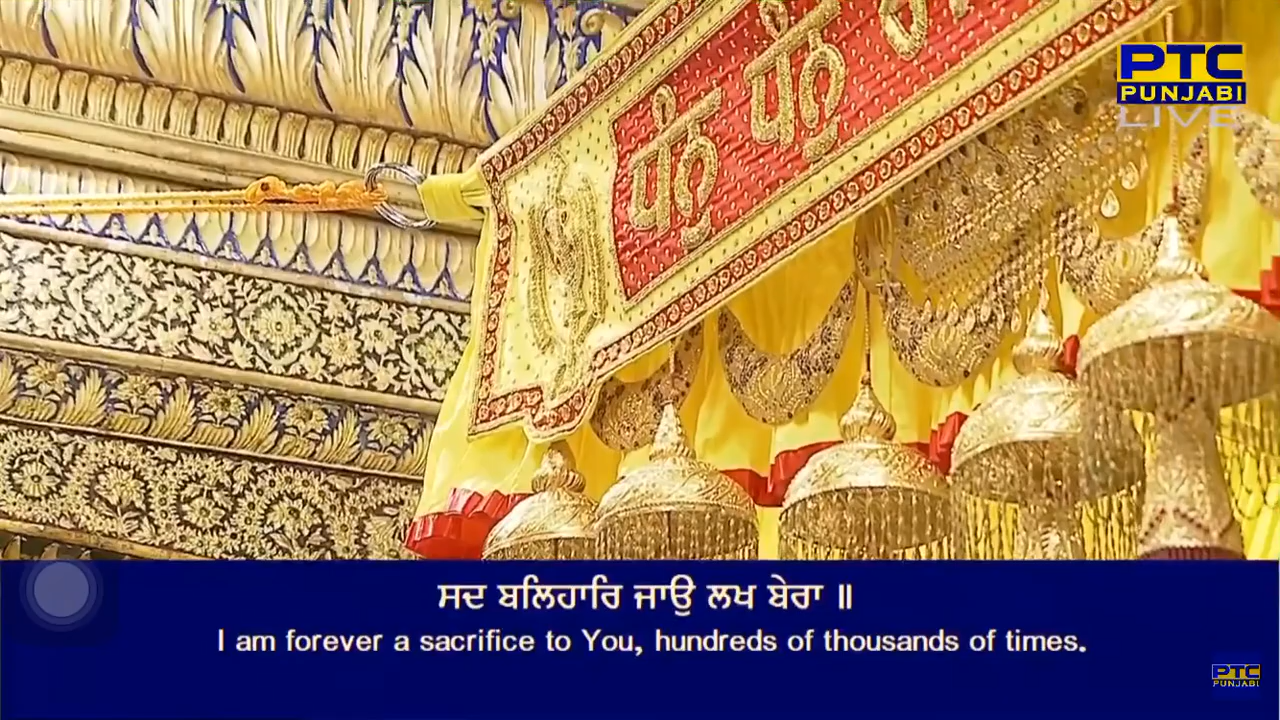 ਧੰਨੁ ਧੰਨੁ
PTC
PUNJABI
LIVE
ਸਦ ਬਲਿਹਾਰਿ ਜਾਉ ਲਖ ਬੇਰਾ ॥
I am forever a sacrifice to You, hundreds of thousands of times.
PTC
PUNJABI